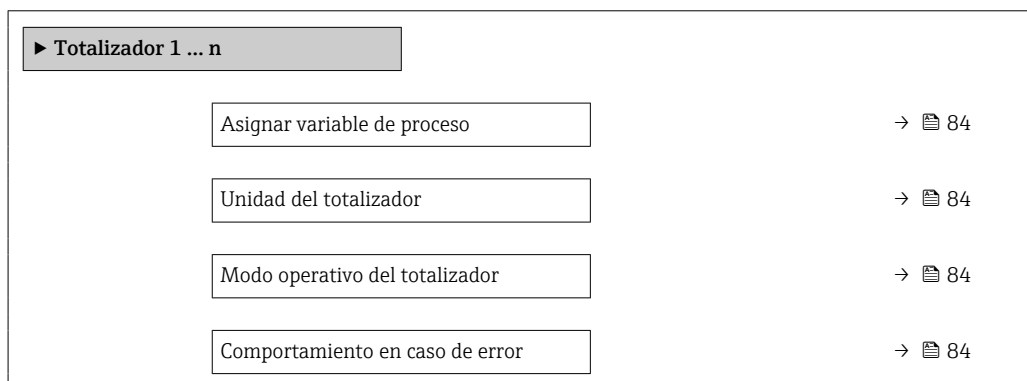 ▶ Totalizador 1 … n
Asignar variable de proceso → 84
Unidad del totalizador → 84
Modo operativo del totalizador → 84
Comportamiento en caso de error → 84